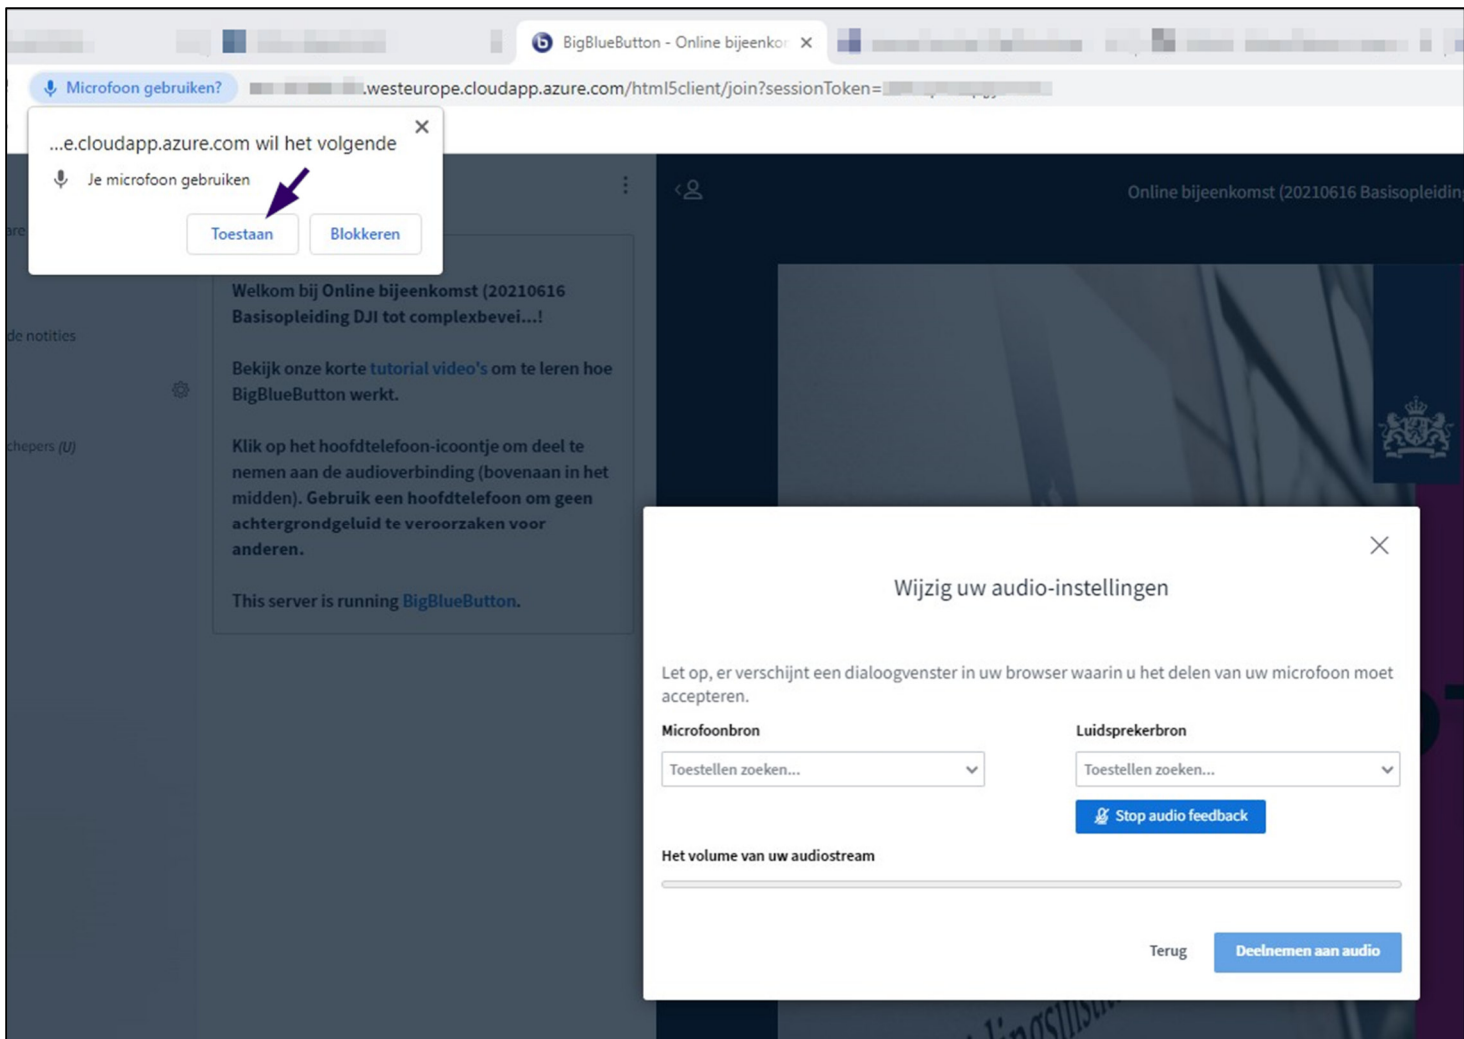 BigBlueButton - Online bijeenkor
Microfoon gebruiken?
.westeurope.cloudapp.azure.com/html5client/join?sessionToken=
...e.cloudapp.azure.com wil het volgende
Je microfoon gebruiken
Toestaan
Blokkeren
Online bijeenkomst (20210616 Basisopleiding
are
de notities
chepers (U)
Welkom bij Online bijeenkomst (20210616
Basisopleiding DJI tot complexbevei...!
Bekijk onze korte tutorial video's om te leren hoe
BigBlueButton werkt.
Klik op het hoofdtelefoon-icoontje om deel te
nemen aan de audioverbinding (bovenaan in het
midden). Gebruik een hoofdtelefoon om geen
achtergrondgeluid te veroorzaken voor
anderen.
This server is running BigBlueButton.
Wijzig uw audio-instellingen
Let op, er verschijnt een dialoogvenster in uw browser waarin u het delen van uw microfoon moet
accepteren.
Microfoonbron
Luidsprekerbron
Toestellen zoeken...
Toestellen zoeken...
Stop audio feedback
Het volume van uw audiostream
Terug
Deelnemen aan audio